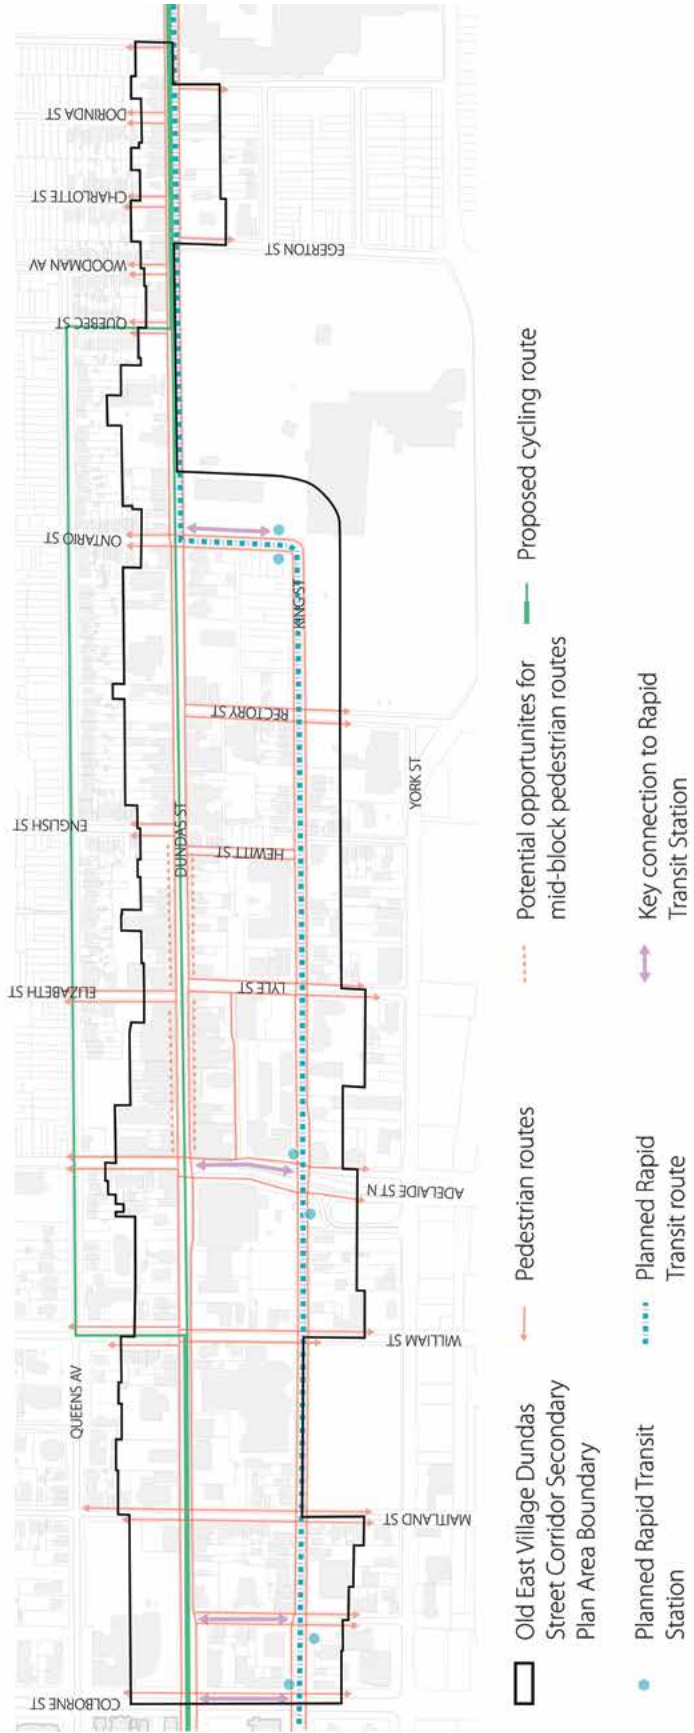 COLBORNE ST
QUEENS AV
MAITLAND ST
WILLIAM ST
ADELAIDE ST N
ELIZABETH ST
LYLE ST
ENGLISH ST
DUNDAS ST
HEWITT ST
YORK ST
RECTORY ST
KING ST
ONTARIO ST
QUEBEC ST
WOODMAN AV
EGERTON ST
CHARLOTTE ST
DORINDA ST
Old East Village Dundas
Street Corridor Secondary
Plan Area Boundary
Pedestrian routes
Potential opportunites for
mid-block pedestrian routes
Proposed cycling route
Planned Rapid Transit
Station
Planned Rapid
Transit route
Key connection to Rapid
Transit Station